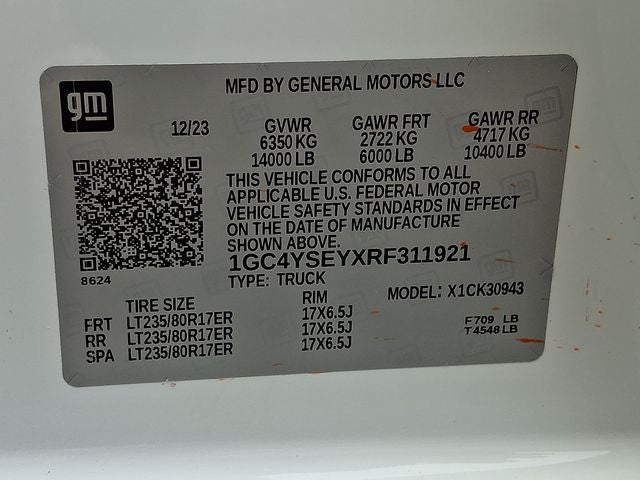 gm
MFD BY GENERAL MOTORS LLC
12/23 GVWR GAWR FRT GAWR RR
6350 KG 2722 KG 4717 KG
14000 LB 6000 LB 10400 LB
THIS VEHICLE CONFORMS TO ALL
APPLICABLE U.S. FEDERAL MOTOR
VEHICLE SAFETY STANDARDS IN EFFECT
ON THE DATE OF MANUFACTURE
SHOWN ABOVE.
1GC4YSEYXRF311921
8624
TYPE: TRUCK
MODEL: X1CK30943
TIRE SIZE RIM
FRT LT235/80R17ER 17X6.5J
RR LT235/80R17ER 17X6.5J
SPA LT235/80R17ER 17X6.5J
F709 LB
T4548 LB